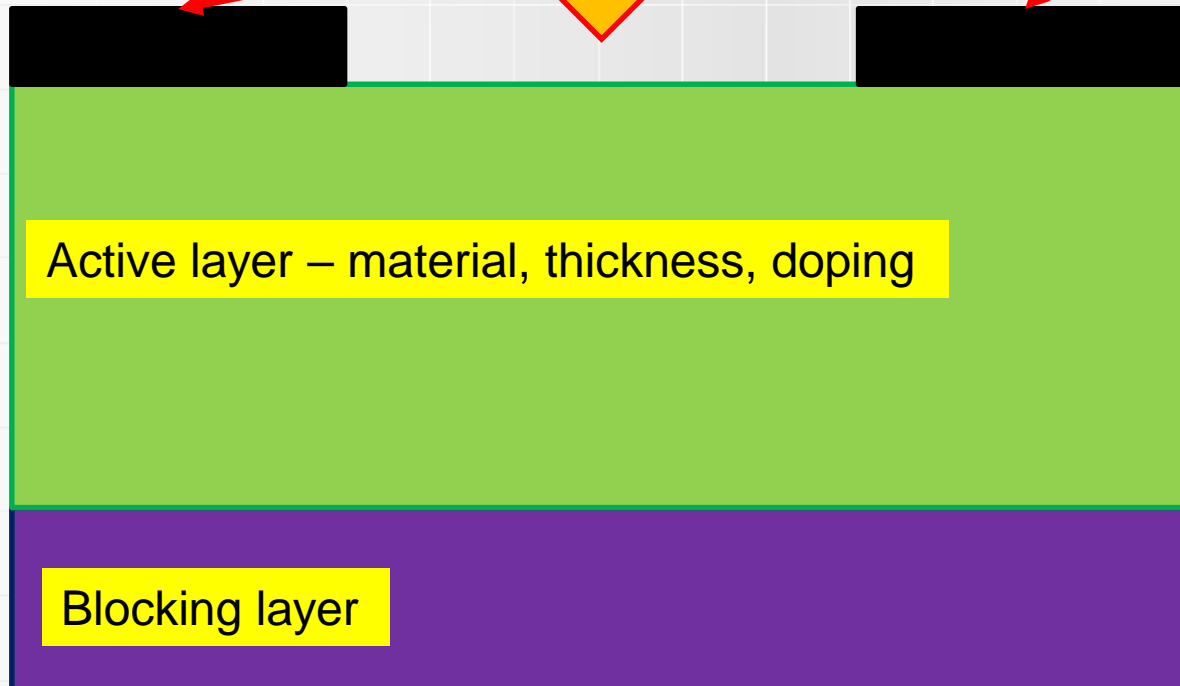 Active layer – material, thickness, doping
Blocking layer